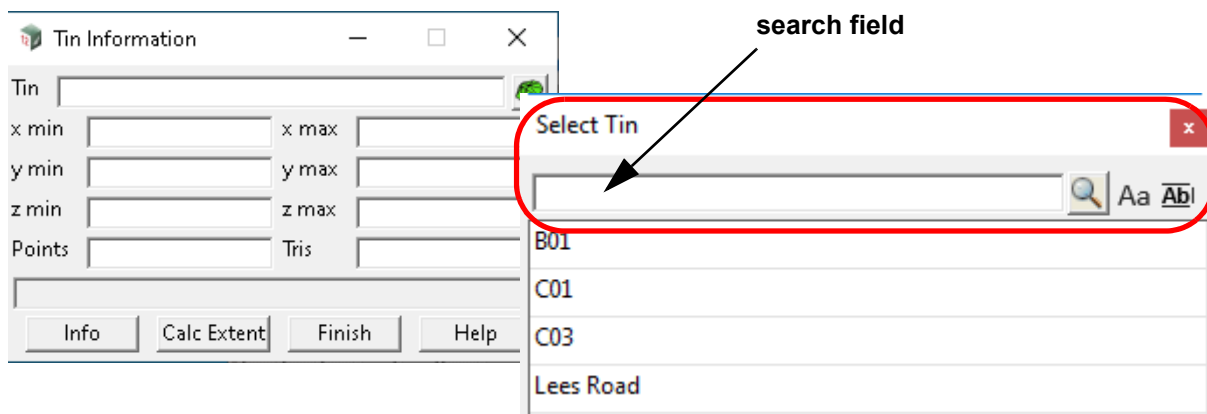 search field
Tin Information
Tin
x min
x max
y min
y max
z min
z max
Points
Tris
Info
Calc Extent
Finish
Help
Select Tin
Aa Abl
B01
C01
C03
Lees Road